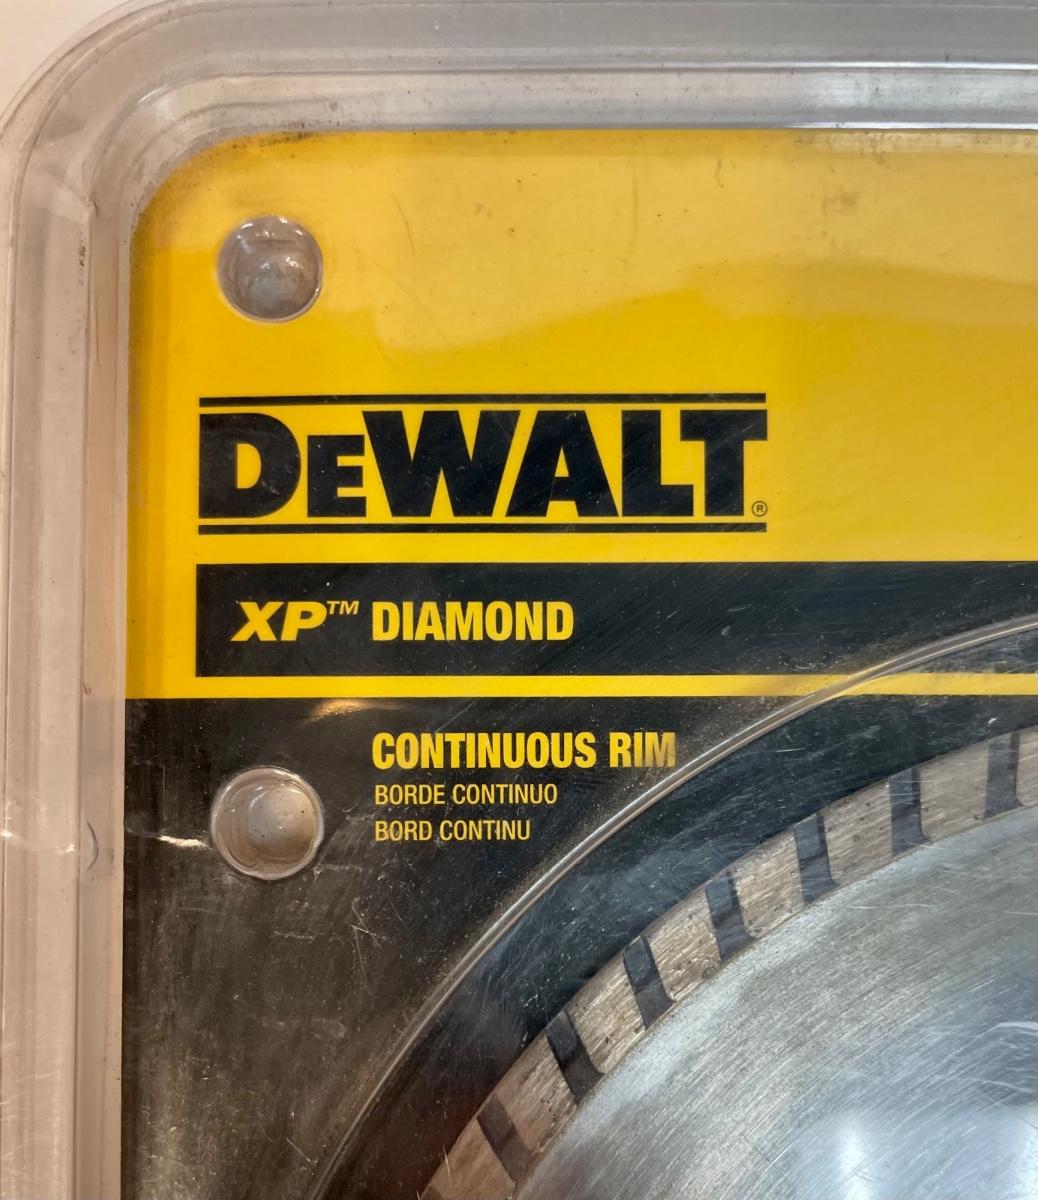 DEWALT®
XP™ DIAMOND
CONTINUOUS RIM
BORDE CONTINUO
BORD CONTINU